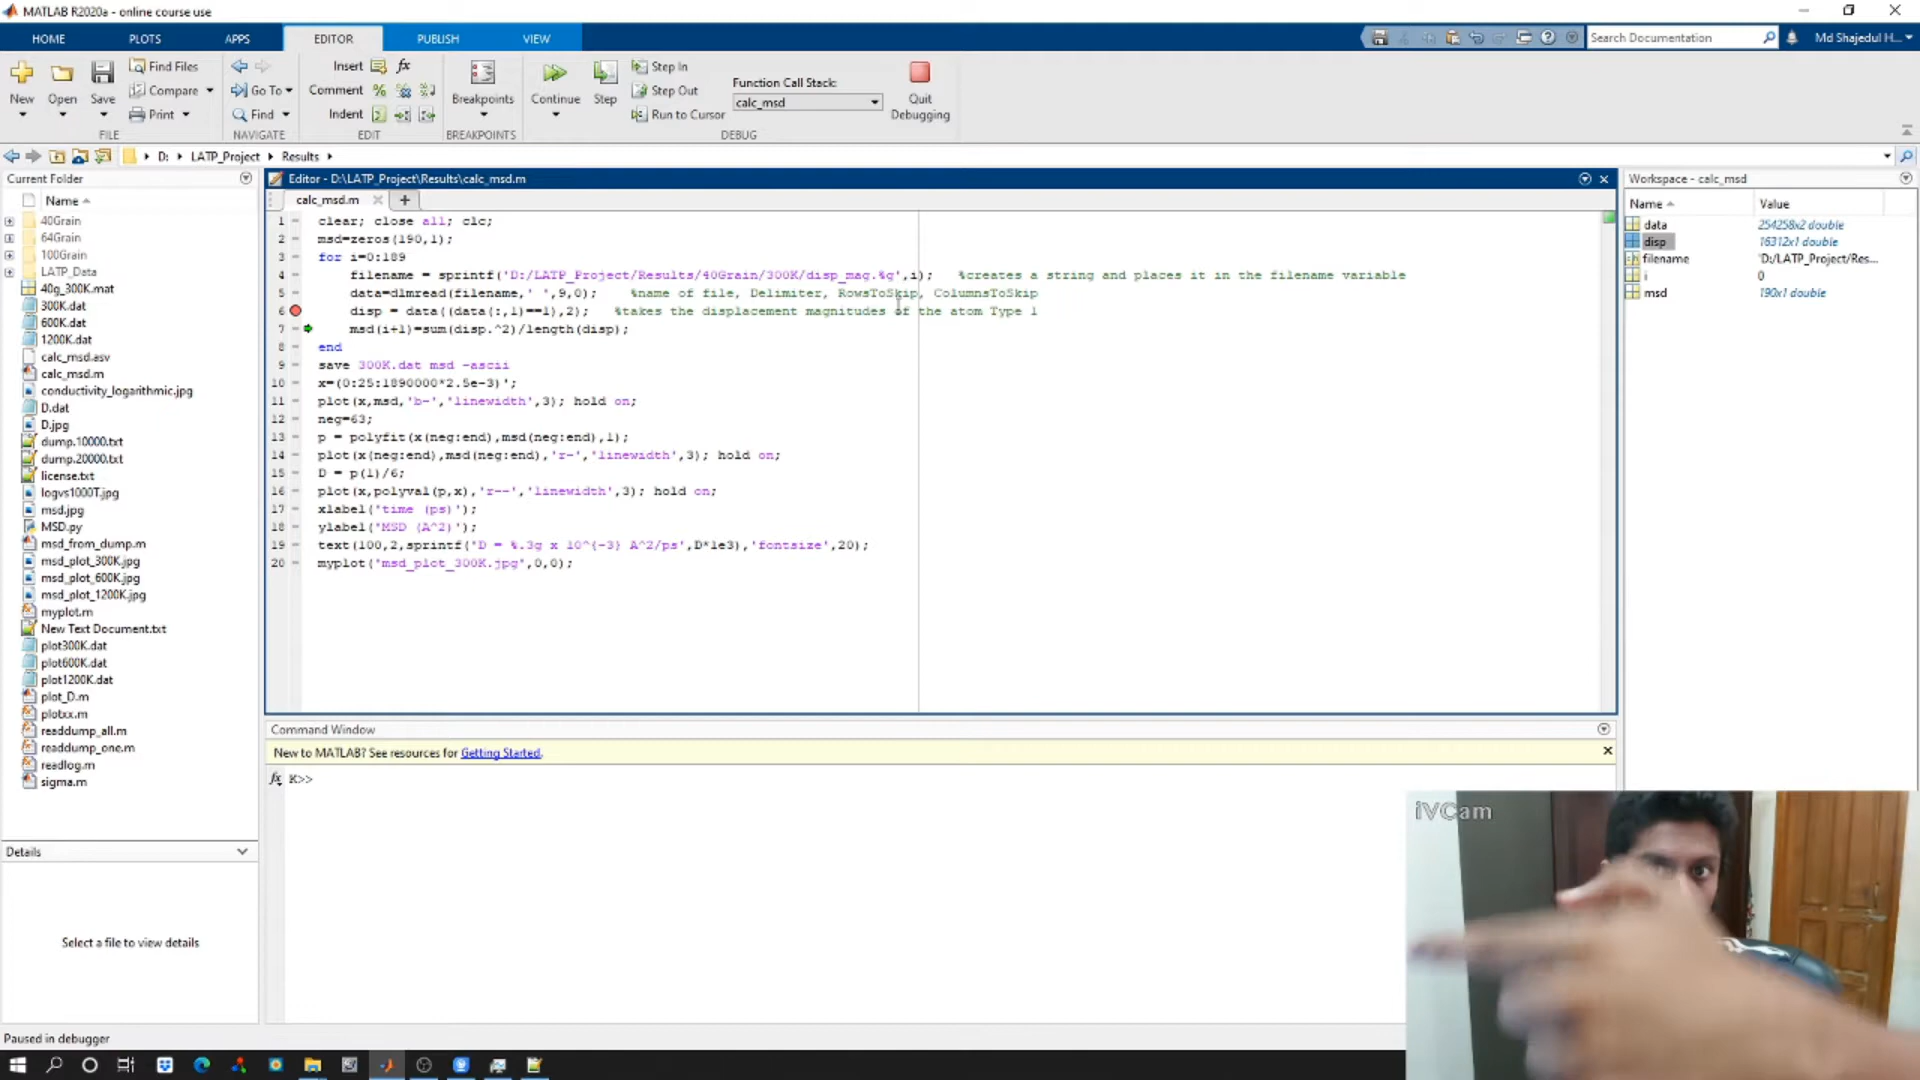 MATLAB R2020a - online course use
HOME PLOTS APPS EDITOR PUBLISH VIEW
Search Documentation
Md Shajedul H...
New
Open
Save
Find Files
Compare
Print
FILE
Go To
Find
NAVIGATE
Insert
Comment
Indent
EDIT
Breakpoints
BREAKPOINTS
Continue
Step
Step In
Step Out
Run to Cursor
Function Call Stack:
calc_msd
DEBUG
Quit
Debugging
D: LATP_Project Results
Current Folder
Name
40Grain
64Grain
100Grain
LATP_Data
40g_300K.mat
300K.dat
600K.dat
1200K.dat
calc_msd.asv
calc_msd.m
conductivity_logarithmic.jpg
D.dat
D.jpg
dump.10000.txt
dump.20000.txt
license.txt
logvs1000T.jpg
msd.jpg
MSD.py
msd_from_dump.m
msd_plot_300K.jpg
msd_plot_600K.jpg
msd_plot_1200K.jpg
myplot.m
New Text Document.txt
plot300K.dat
plot600K.dat
plot1200K.dat
plot_D.m
plotxx.m
readdump_all.m
readdump_one.m
readlog.m
sigma.m
Details
Select a file to view details
Editor - D:\LATP_Project\Results\calc_msd.m
calc_msd.m
1 clear; close all; clc;
2 msd=zeros(190,1);
3 for i=0:189
4 filename = sprintf('D:/LATP_Project/Results/40Grain/300K/disp_mag.%g',i); %creates a string and places it in the filename variable
5 data=dlmread(filename,' ',9,0); %name of file, Delimiter, RowsToSkip, ColumnsToSkip
6 disp = data((data(:,1)==1),2); %takes the displacement magnitudes of the atom Type 1
7 msd(i+1)=sum(disp.^2)/length(disp);
8 end
9 save 300K.dat msd -ascii
10 x=(0:25:1890000*2.5e-3)';
11 plot(x,msd,'b-','linewidth',3); hold on;
12 neg=63;
13 p = polyfit(x(neg:end),msd(neg:end),1);
14 plot(x(neg:end),msd(neg:end),'r-','linewidth',3); hold on;
15 D = p(1)/6;
16 plot(x,polyval(p,x),'r--','linewidth',3); hold on;
17 xlabel('time (ps)');
18 ylabel('MSD (A^2)');
19 text(100,2,sprintf('D = %.3g x 10^{-3} A^2/ps',D*1e3),'fontsize',20);
20 myplot('msd_plot_300K.jpg',0,0);
Command Window
New to MATLAB? See resources for Getting Started.
fx K>>
Workspace - calc_msd
Name Value
data 254258x2 double
disp 16312x1 double
filename 'D:/LATP_Project/Res...
i 0
msd 190x1 double
iVCam
Paused in debugger